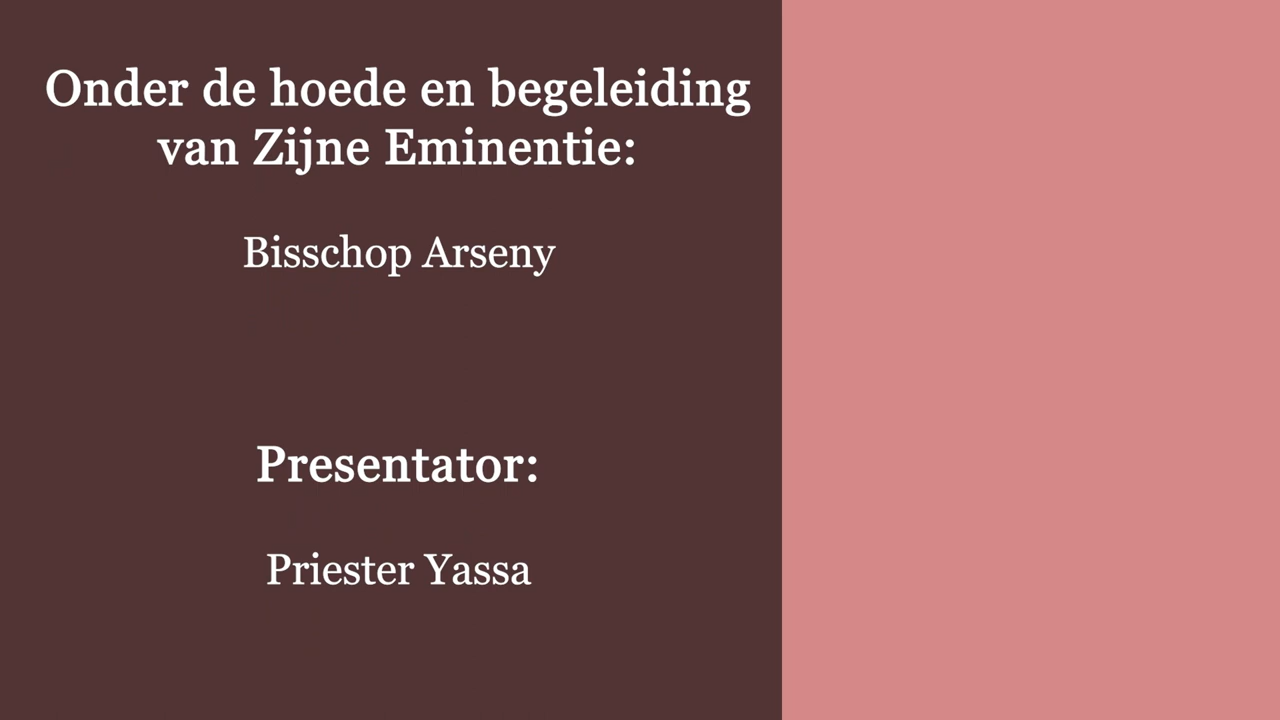 Onder de hoede en begeleiding
van Zijne Eminentie:
Bisschop Arseny
Presentator:
Priester Yassa